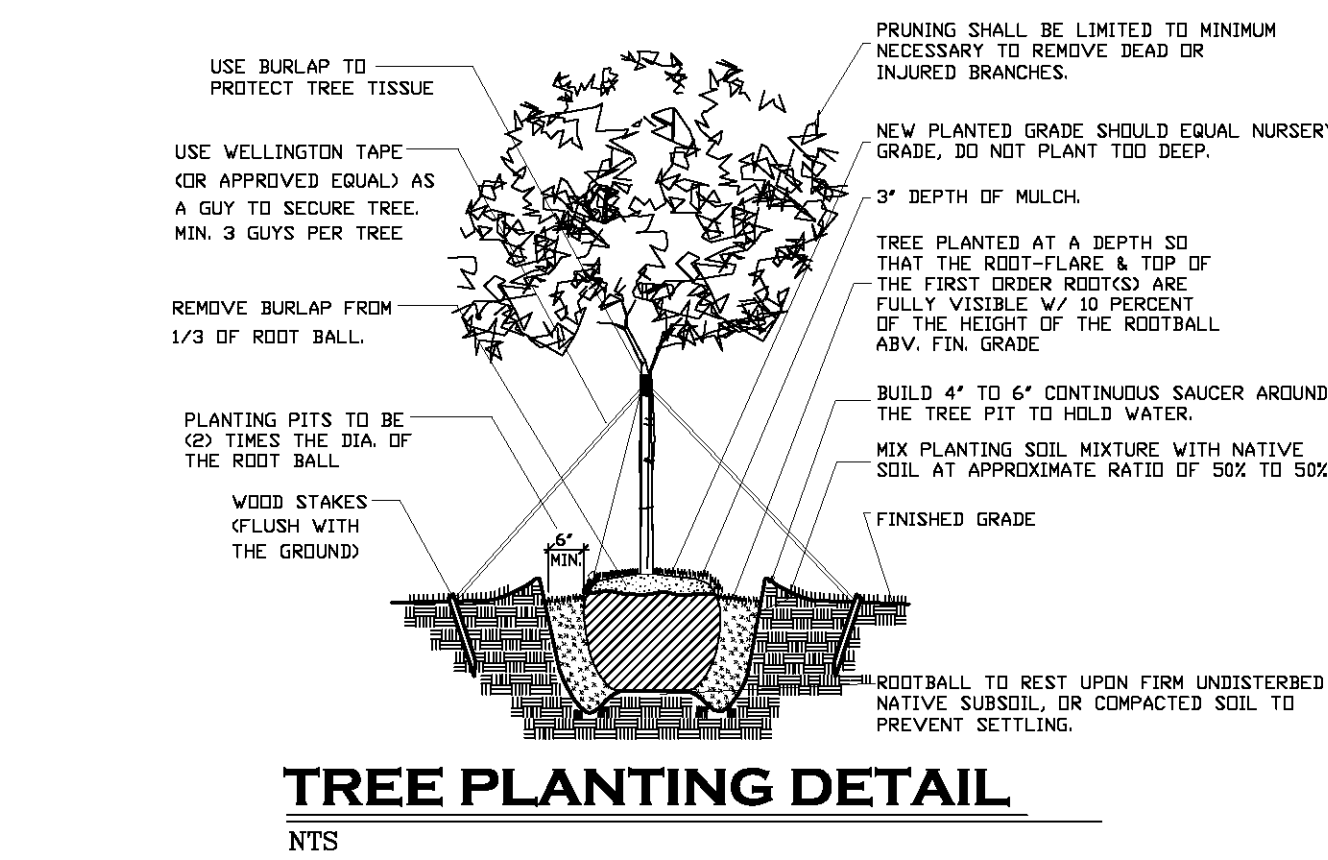 USE BURLAP TO
PROTECT TREE TISSUE
USE WELLINGTON TAPE
(OR APPROVED EQUAL) AS
A GUY TO SECURE TREE.
MIN. 3 GUYS PER TREE
REMOVE BURLAP FROM
1/3 OF ROOT BALL.
PLANTING PITS TO BE
(2) TIMES THE DIA. OF
THE ROOT BALL
WOOD STAKES
(FLUSH WITH
THE GROUND)
6"
MIN.
PRUNING SHALL BE LIMITED TO MINIMUM
NECESSARY TO REMOVE DEAD OR
INJURED BRANCHES.
NEW PLANTED GRADE SHOULD EQUAL NURSERY
GRADE, DO NOT PLANT TOO DEEP.
3" DEPTH OF MULCH.
TREE PLANTED AT A DEPTH SO
THAT THE ROOT-FLARE & TOP OF
THE FIRST ORDER ROOT(S) ARE
FULLY VISIBLE W/ 10 PERCENT
OF THE HEIGHT OF THE ROOTBALL
ABV. FIN. GRADE
BUILD 4" TO 6" CONTINUOUS SAUCER AROUND
THE TREE PIT TO HOLD WATER.
MIX PLANTING SOIL MIXTURE WITH NATIVE
SOIL AT APPROXIMATE RATIO OF 50% TO 50%
FINISHED GRADE
ROOTBALL TO REST UPON FIRM UNDISTERBED
NATIVE SUBSOIL, OR COMPACTED SOIL TO
PREVENT SETTLING.
TREE PLANTING DETAIL
NTS